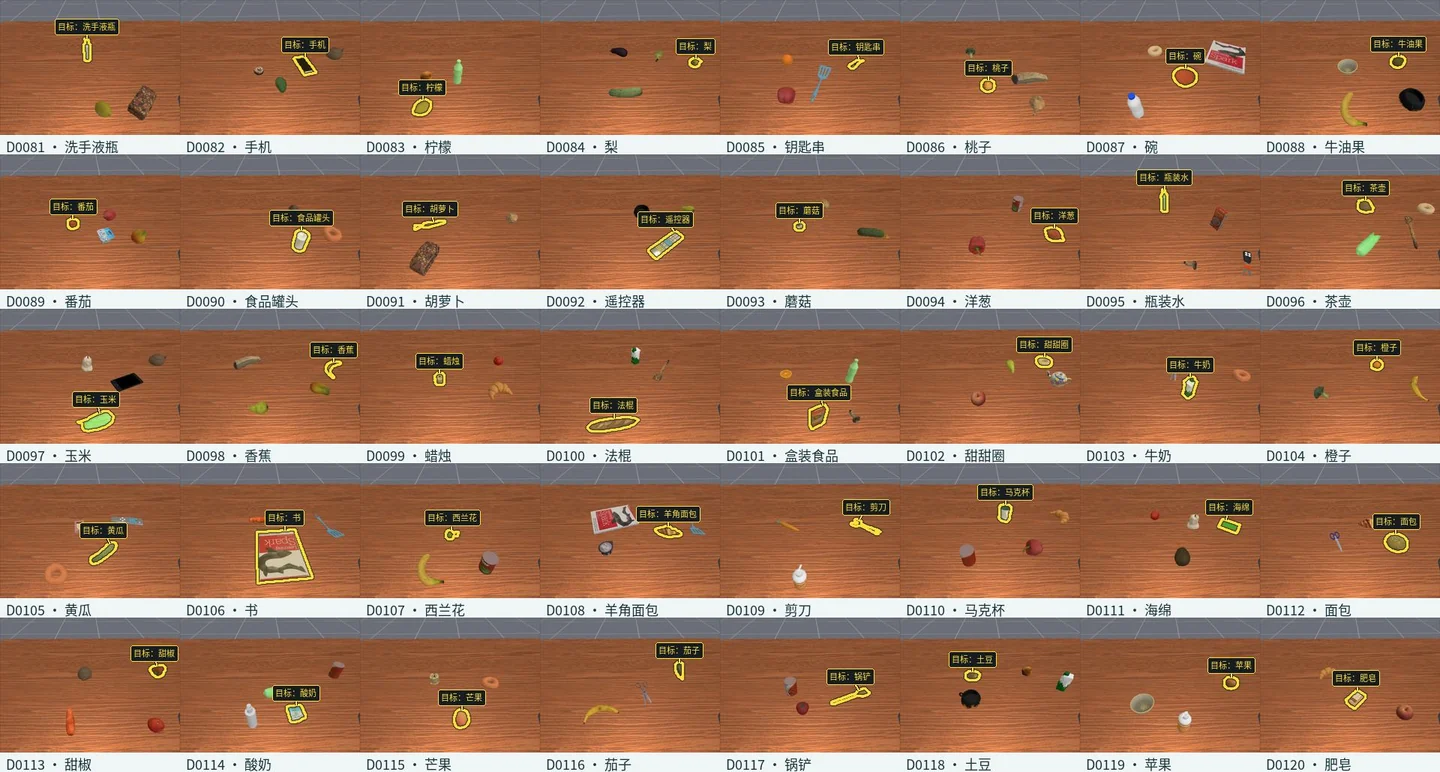 目标: 洗手液瓶
D0081 · 洗手液瓶
目标: 手机
D0082 · 手机
目标: 柠檬
D0083 · 柠檬
目标: 梨
D0084 · 梨
目标: 钥匙串
D0085 · 钥匙串
目标: 桃子
D0086 · 桃子
目标: 碗
D0087 · 碗
目标: 牛油果
D0088 · 牛油果
目标: 番茄
D0089 · 番茄
目标: 食品罐头
D0090 · 食品罐头
目标: 胡萝卜
D0091 · 胡萝卜
目标: 遥控器
D0092 · 遥控器
目标: 蘑菇
D0093 · 蘑菇
目标: 洋葱
D0094 · 洋葱
目标: 瓶装水
D0095 · 瓶装水
目标: 茶壶
D0096 · 茶壶
目标: 玉米
D0097 · 玉米
目标: 香蕉
D0098 · 香蕉
目标: 蜡烛
D0099 · 蜡烛
目标: 法棍
D0100 · 法棍
目标: 盒装食品
D0101 · 盒装食品
目标: 甜甜圈
D0102 · 甜甜圈
目标: 牛奶
D0103 · 牛奶
目标: 橙子
D0104 · 橙子
目标: 黄瓜
D0105 · 黄瓜
目标: 书
Spark
D0106 · 书
目标: 西兰花
D0107 · 西兰花
目标: 羊角面包
D0108 · 羊角面包
目标: 剪刀
D0109 · 剪刀
目标: 马克杯
D0110 · 马克杯
目标: 海绵
D0111 · 海绵
目标: 面包
D0112 · 面包
目标: 甜椒
D0113 · 甜椒
目标: 酸奶
D0114 · 酸奶
目标: 芒果
D0115 · 芒果
目标: 茄子
D0116 · 茄子
目标: 锅铲
D0117 · 锅铲
目标: 土豆
D0118 · 土豆
目标: 苹果
D0119 · 苹果
目标: 肥皂
D0120 · 肥皂